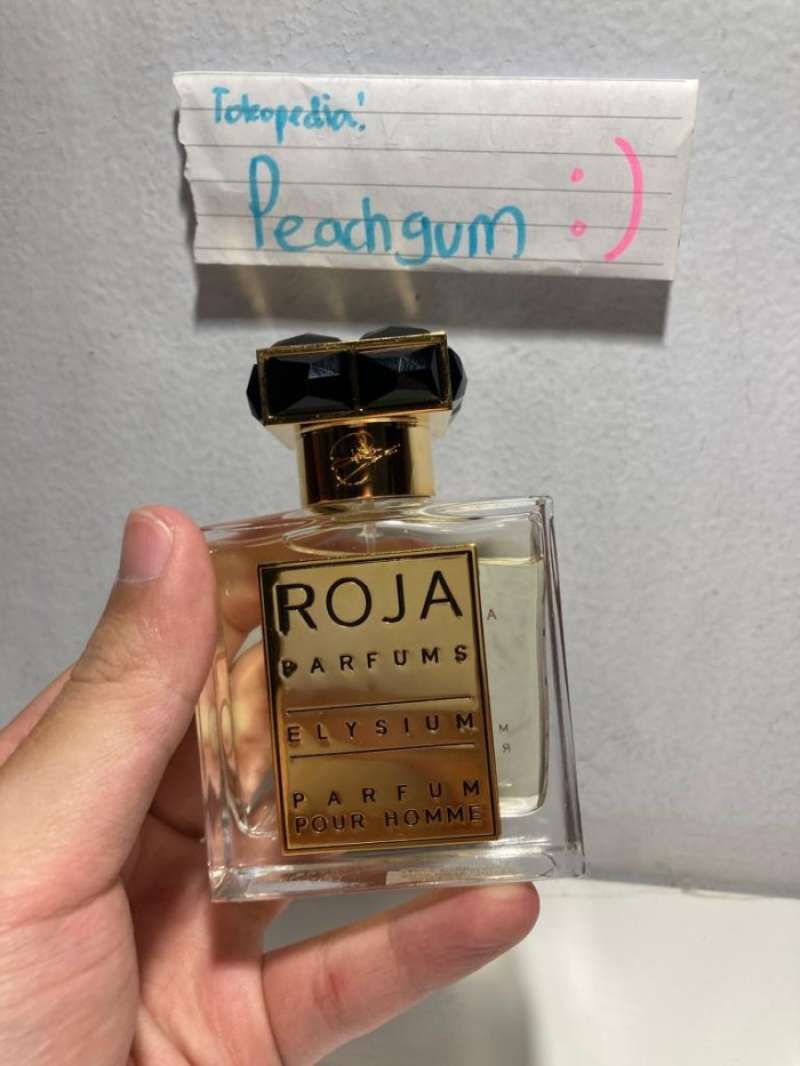 Tokopedia!
Peachgum :)
ROJA
PARFUMS
ELYSIUM
PARFUM
POUR HOMME